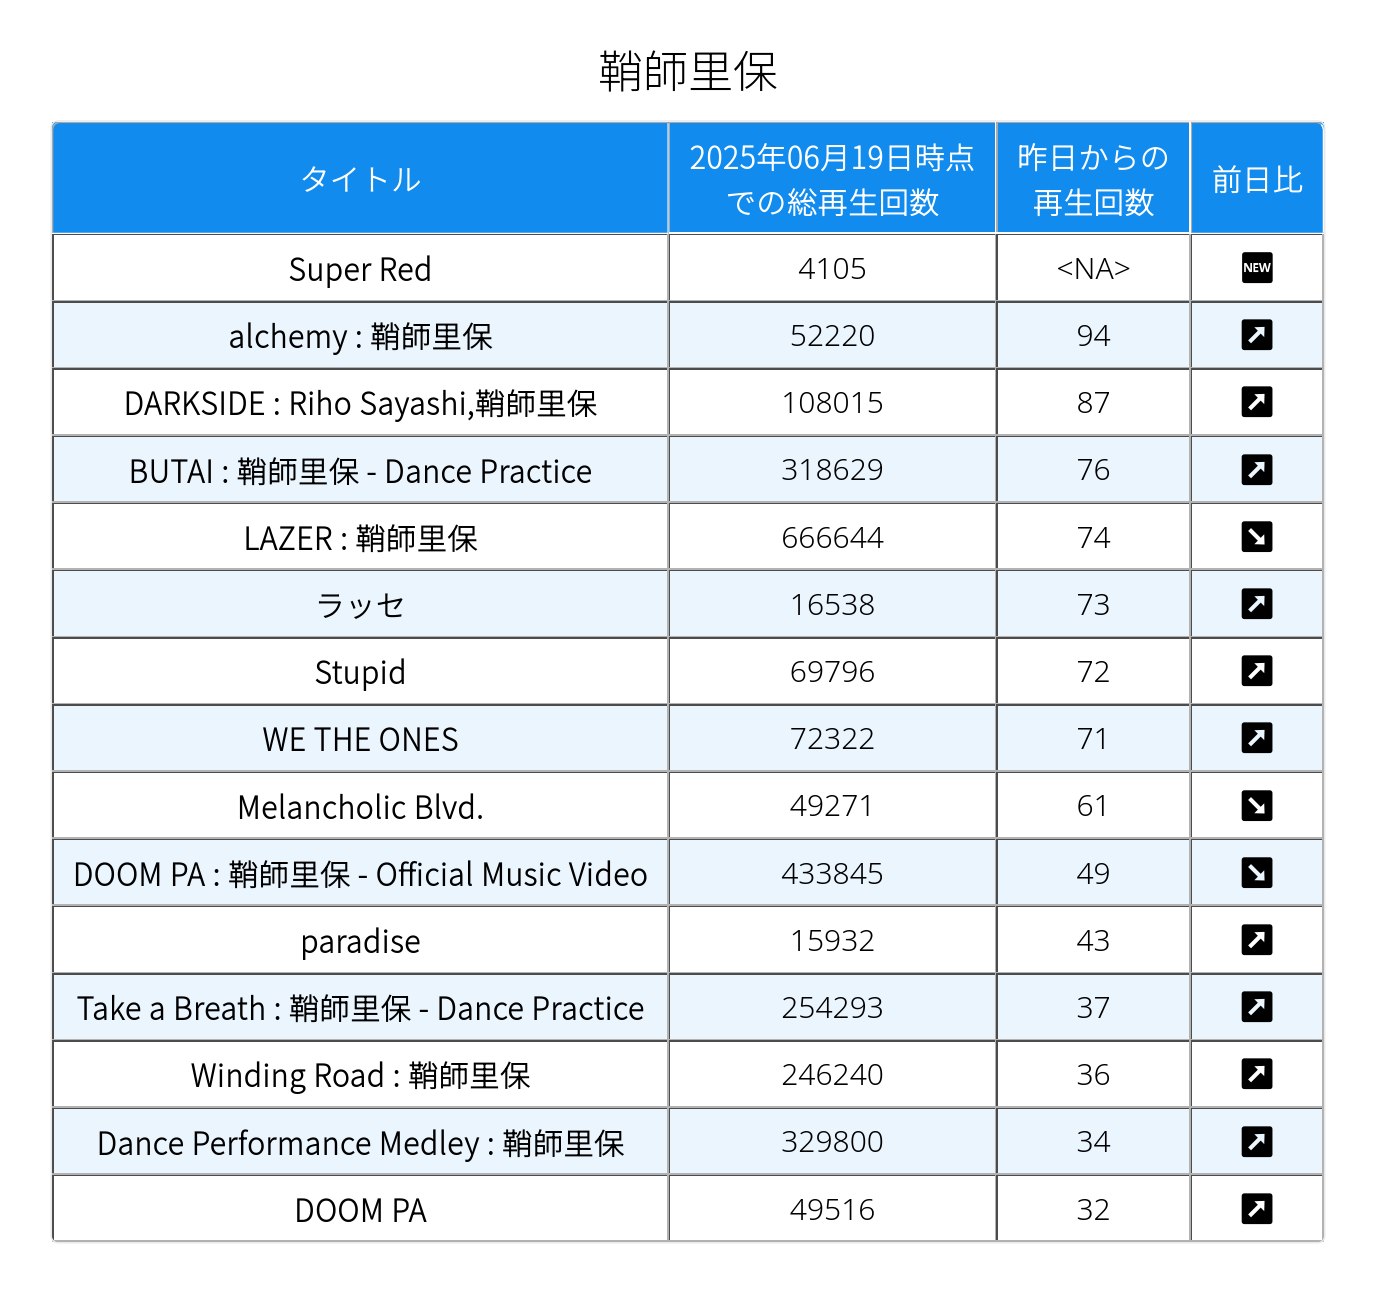 鞘師里保
タイトル
2025年06月19日時点
での総再生回数
昨日からの
再生回数
前日比
Super Red 4105 <NA> NEW
alchemy : 鞘師里保 52220 94
DARKSIDE : Riho Sayashi,鞘師里保 108015 87
BUTAI : 鞘師里保 - Dance Practice 318629 76
LAZER : 鞘師里保 666644 74
ラッセ 16538 73
Stupid 69796 72
WE THE ONES 72322 71
Melancholic Blvd. 49271 61
DOOM PA : 鞘師里保 - Official Music Video 433845 49
paradise 15932 43
Take a Breath : 鞘師里保 - Dance Practice 254293 37
Winding Road : 鞘師里保 246240 36
Dance Performance Medley : 鞘師里保 329800 34
DOOM PA 49516 32